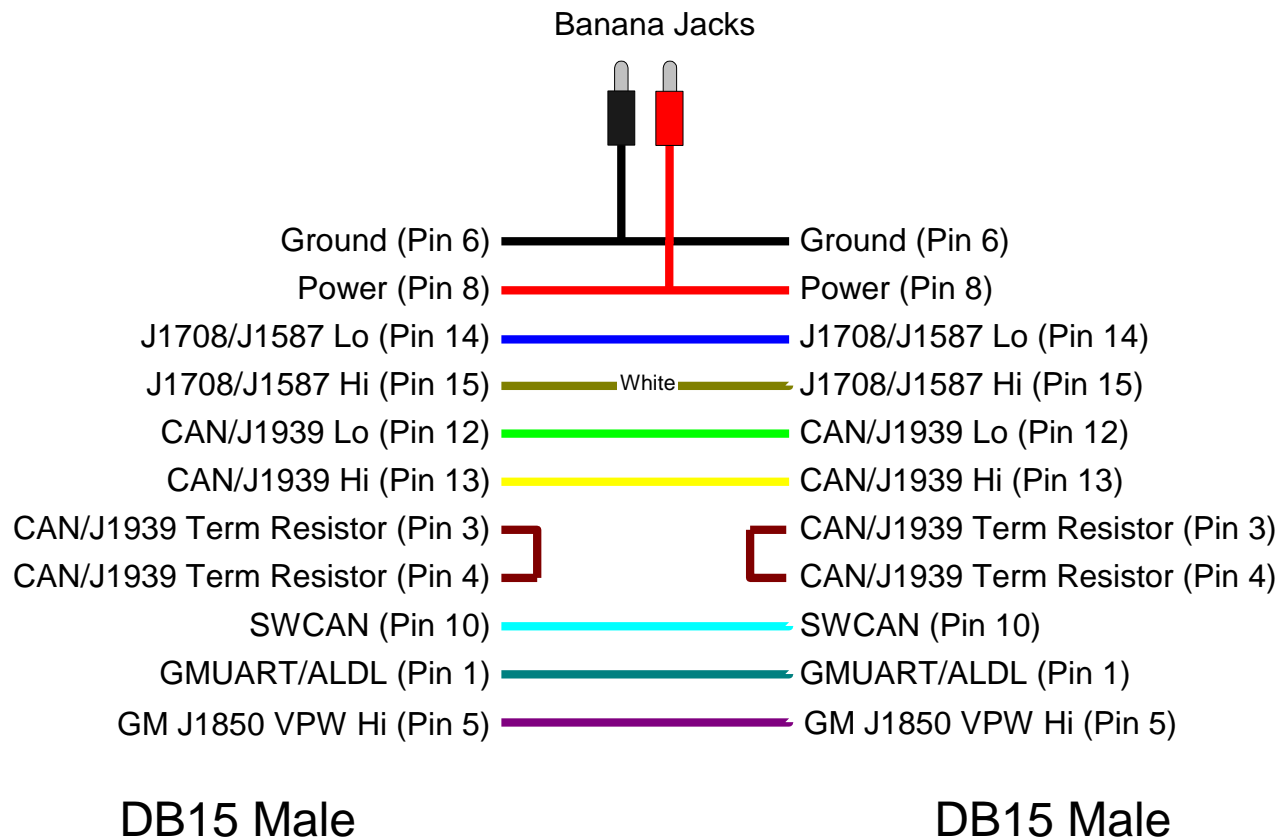 Banana Jacks
Ground (Pin 6) Ground (Pin 6)
Power (Pin 8) Power (Pin 8)
J1708/J1587 Lo (Pin 14) J1708/J1587 Lo (Pin 14)
J1708/J1587 Hi (Pin 15) White J1708/J1587 Hi (Pin 15)
CAN/J1939 Lo (Pin 12) CAN/J1939 Lo (Pin 12)
CAN/J1939 Hi (Pin 13) CAN/J1939 Hi (Pin 13)
CAN/J1939 Term Resistor (Pin 3) CAN/J1939 Term Resistor (Pin 3)
CAN/J1939 Term Resistor (Pin 4) CAN/J1939 Term Resistor (Pin 4)
SWCAN (Pin 10) SWCAN (Pin 10)
GMUART/ALDL (Pin 1) GMUART/ALDL (Pin 1)
GM J1850 VPW Hi (Pin 5) GM J1850 VPW Hi (Pin 5)
DB15 Male DB15 Male